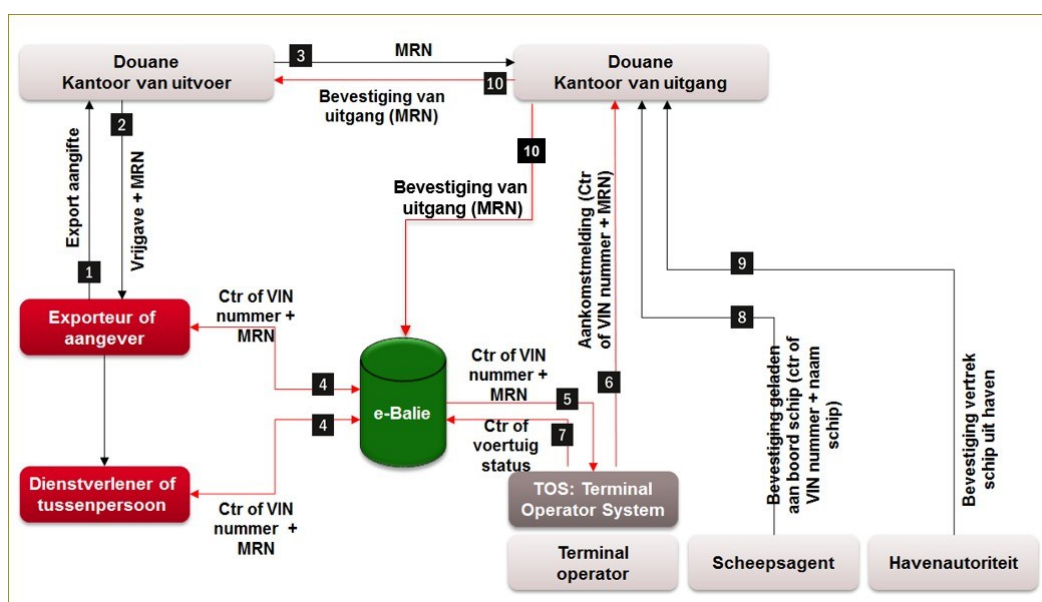 Douane
Kantoor van uitvoer
3
MRN
Douane
Kantoor van uitgang
10
Bevestiging van
uitgang (MRN)
2
10
Export aangifte
Vrijgave + MRN
1
Bevestiging van
uitgang (MRN)
Aankomstmelding (Ctr
of VIN nummer + MRN)
9
8
Exporteur of
aangever
Ctr of VIN
nummer +
MRN
4
e-Balie
4
Ctr of VIN
nummer +
MRN
5
6
Ctr of
voertuig
status
7
Dienstverlener of
tussenpersoon
Ctr of VIN
nummer +
MRN
TOS: Terminal
Operator System
Bevestiging geladen
aan boord schip (ctr of
VIN nummer + naam
schip)
Bevestiging vertrek
schip uit haven
Terminal
operator
Scheepsagent
Havenautoriteit